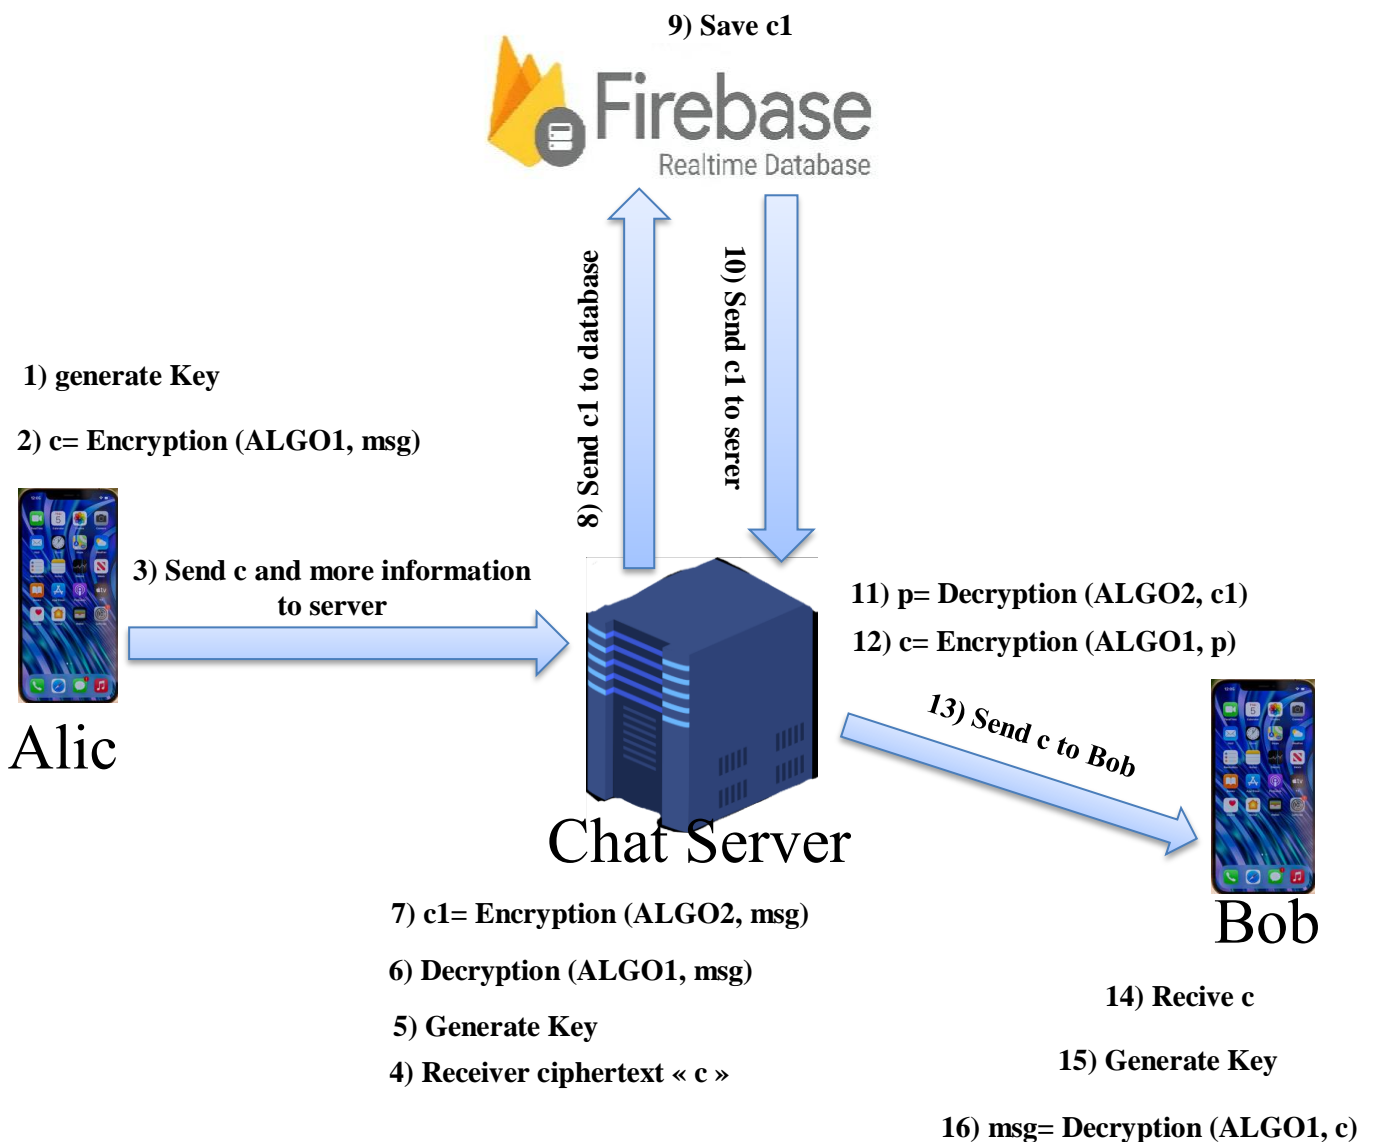 9) Save c1
Firebase
Realtime Database
8) Send c1 to database
10) Send c1 to serer
1) generate Key
2) c= Encryption (ALGO1, msg)
3) Send c and more information
to server
Alic
11) p= Decryption (ALGO2, c1)
12) c= Encryption (ALGO1, p)
13) Send c to Bob
Chat Server
Bob
7) c1= Encryption (ALGO2, msg)
6) Decryption (ALGO1, msg)
5) Generate Key
4) Receiver ciphertext « c »
14) Recive c
15) Generate Key
16) msg= Decryption (ALGO1, c)